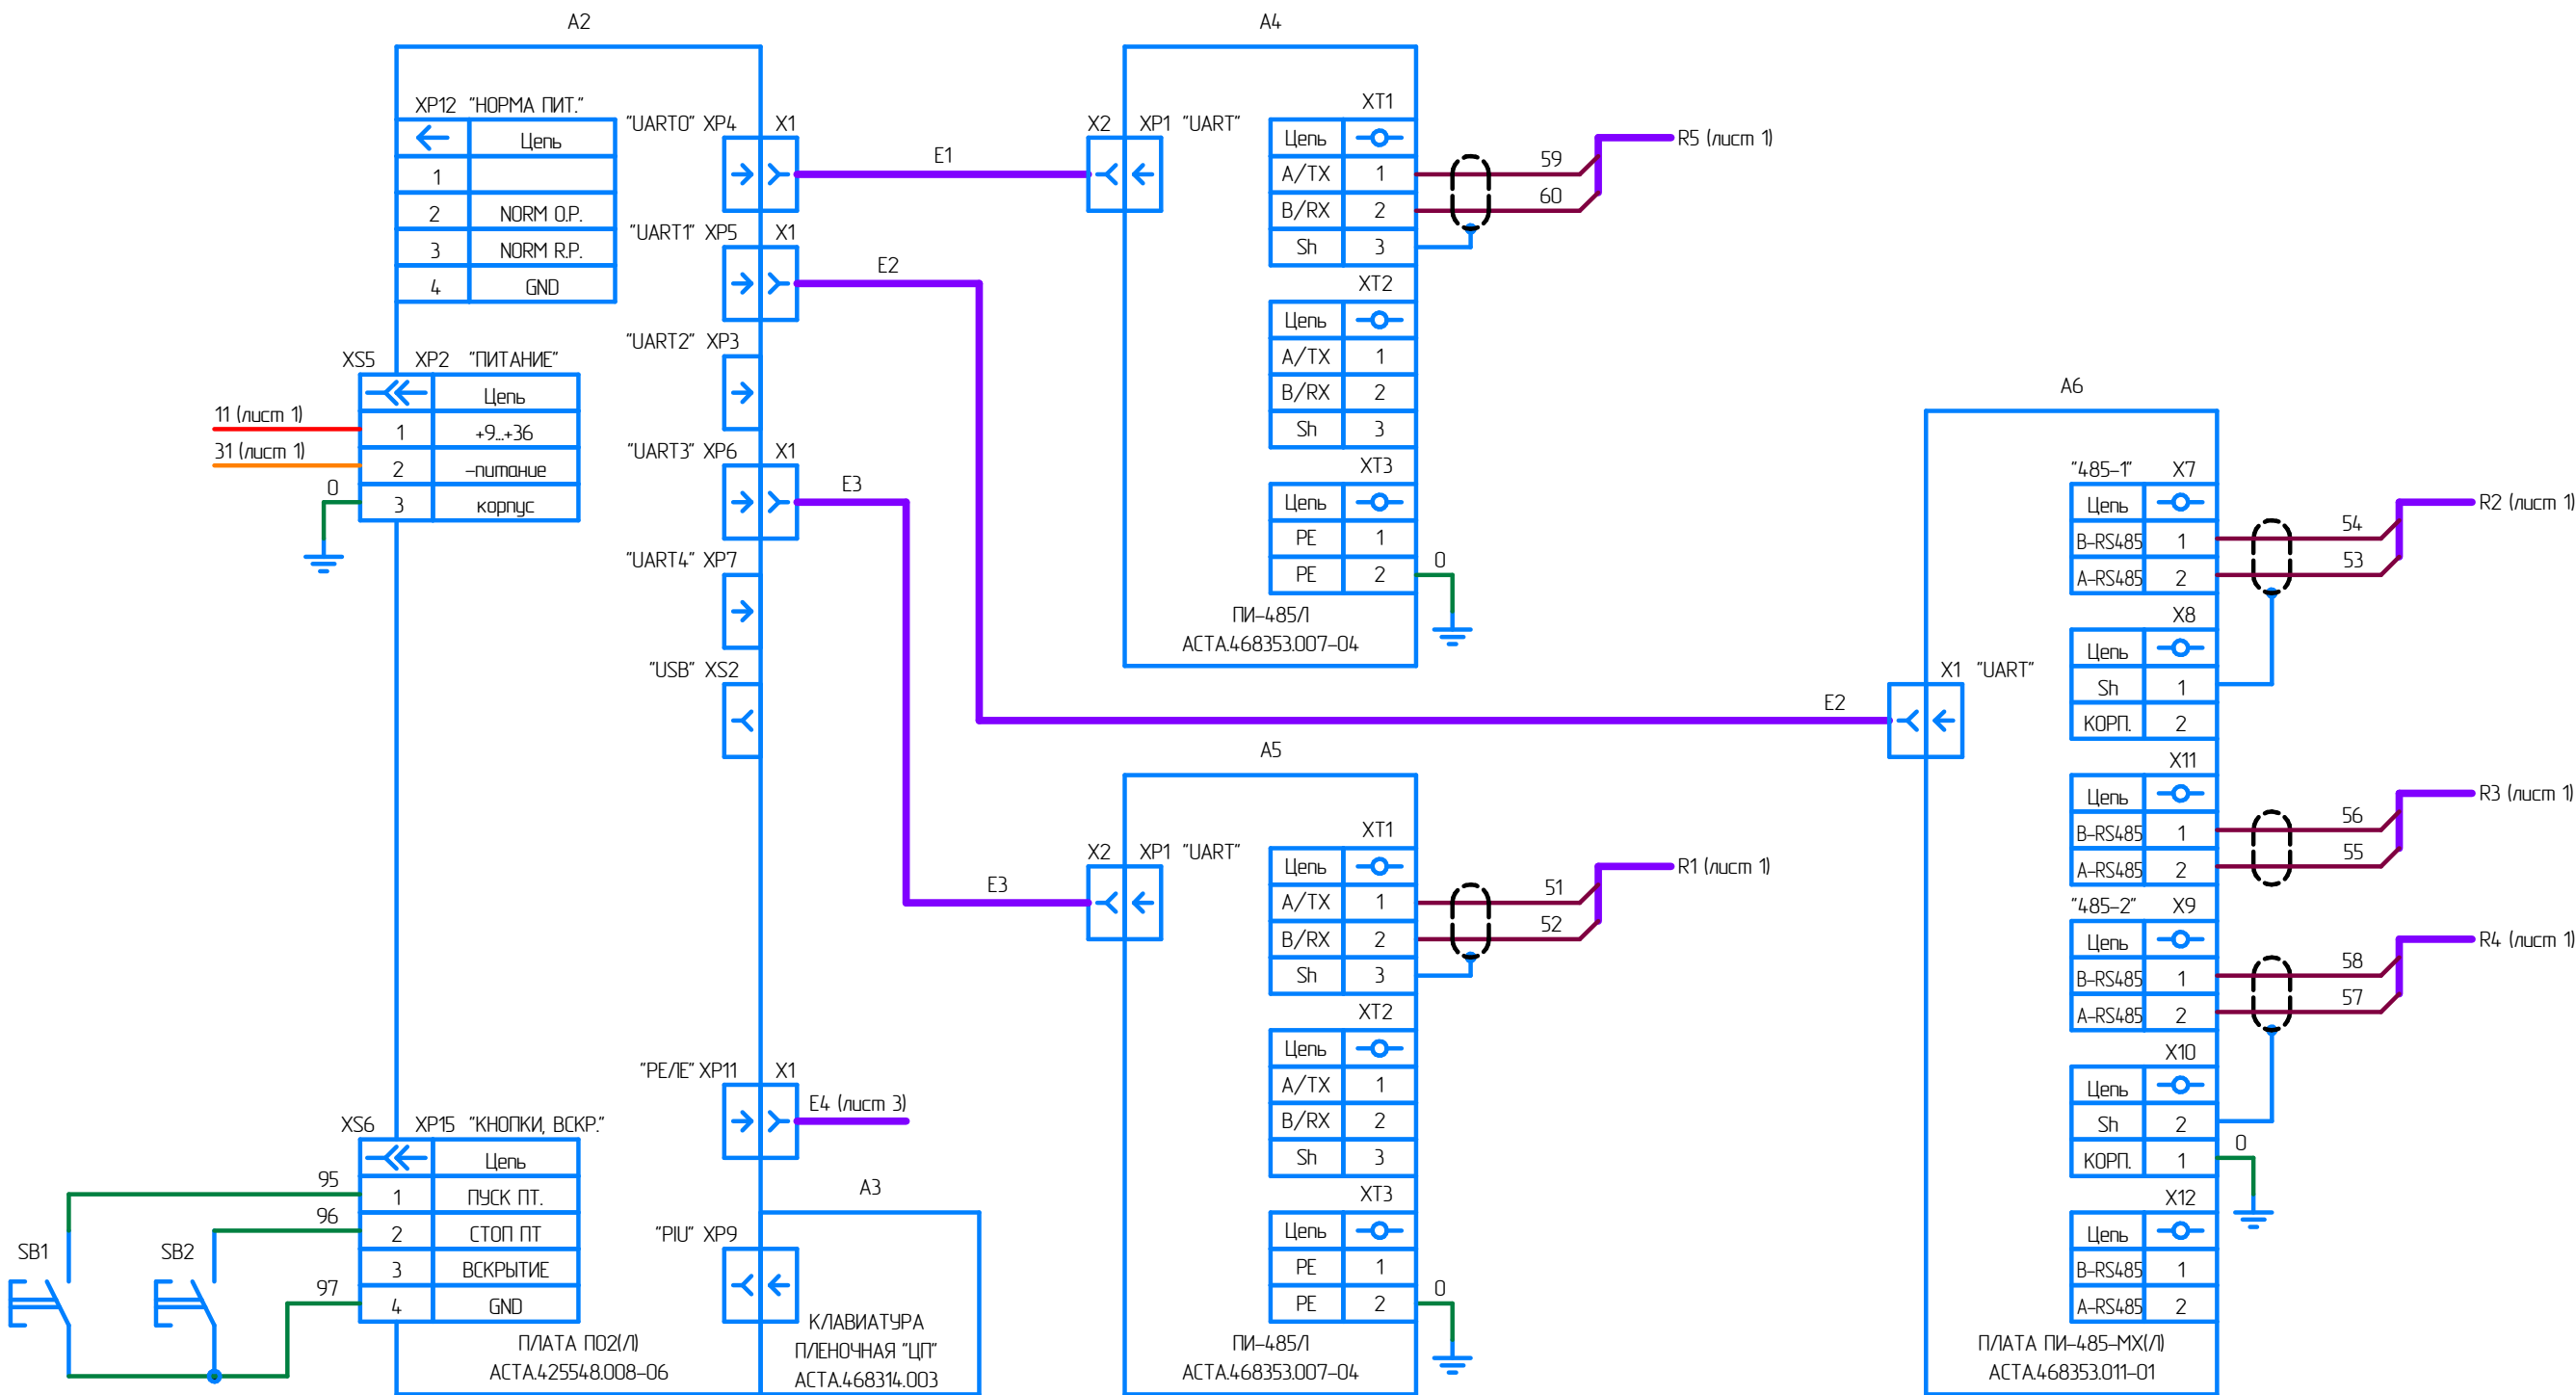 A2
XP12 "НОРМА ПИТ."
Цепь
1
2 NORM O.P.
3 NORM R.P.
4 GND
XS5 XP2 "ПИТАНИЕ"
Цепь
11 (лист 1)
1 +9...+36
31 (лист 1)
2 -питание
0
3 корпус
"UART0" XP4 X1
E1
"UART1" XP5 X1
E2
"UART2" XP3
"UART3" XP6 X1
E3
"UART4" XP7
"USB" XS2
"РЕЛЕ" XP11 X1
E4 (лист 3)
XS6 XP15 "КНОПКИ, ВСКР."
Цепь
95
1 ПУСК ПТ.
96
2 СТОП ПТ
3 ВСКРЫТИЕ
97
4 GND
SB1
SB2
ПЛАТА П02(Л)
АСТА.425548.008-06
"PIU" XP9
A3
КЛАВИАТУРА
ПЛЕНОЧНАЯ "ЦП"
АСТА.468314.003
A4
X2 XP1 "UART"
XT1
Цепь
A/TX 1
59
B/RX 2
60
Sh 3
R5 (лист 1)
XT2
Цепь
A/TX 1
B/RX 2
Sh 3
XT3
Цепь
PE 1
PE 2
0
ПИ-485Л
АСТА.468353.007-04
A5
E3
X2 XP1 "UART"
XT1
Цепь
A/TX 1
51
B/RX 2
52
Sh 3
R1 (лист 1)
XT2
Цепь
A/TX 1
B/RX 2
Sh 3
XT3
Цепь
PE 1
PE 2
0
ПИ-485Л
АСТА.468353.007-04
A6
E2
X1 "UART"
"485-1" X7
Цепь
B-RS485 1
54
A-RS485 2
53
R2 (лист 1)
X8
Цепь
Sh 1
КОРП. 2
X11
Цепь
B-RS485 1
56
A-RS485 2
55
R3 (лист 1)
"485-2" X9
Цепь
B-RS485 1
58
A-RS485 2
57
R4 (лист 1)
X10
Цепь
Sh 2
КОРП. 1
0
X12
Цепь
B-RS485 1
A-RS485 2
ПЛАТА ПИ-485-МХ(Л)
АСТА.468353.011-01